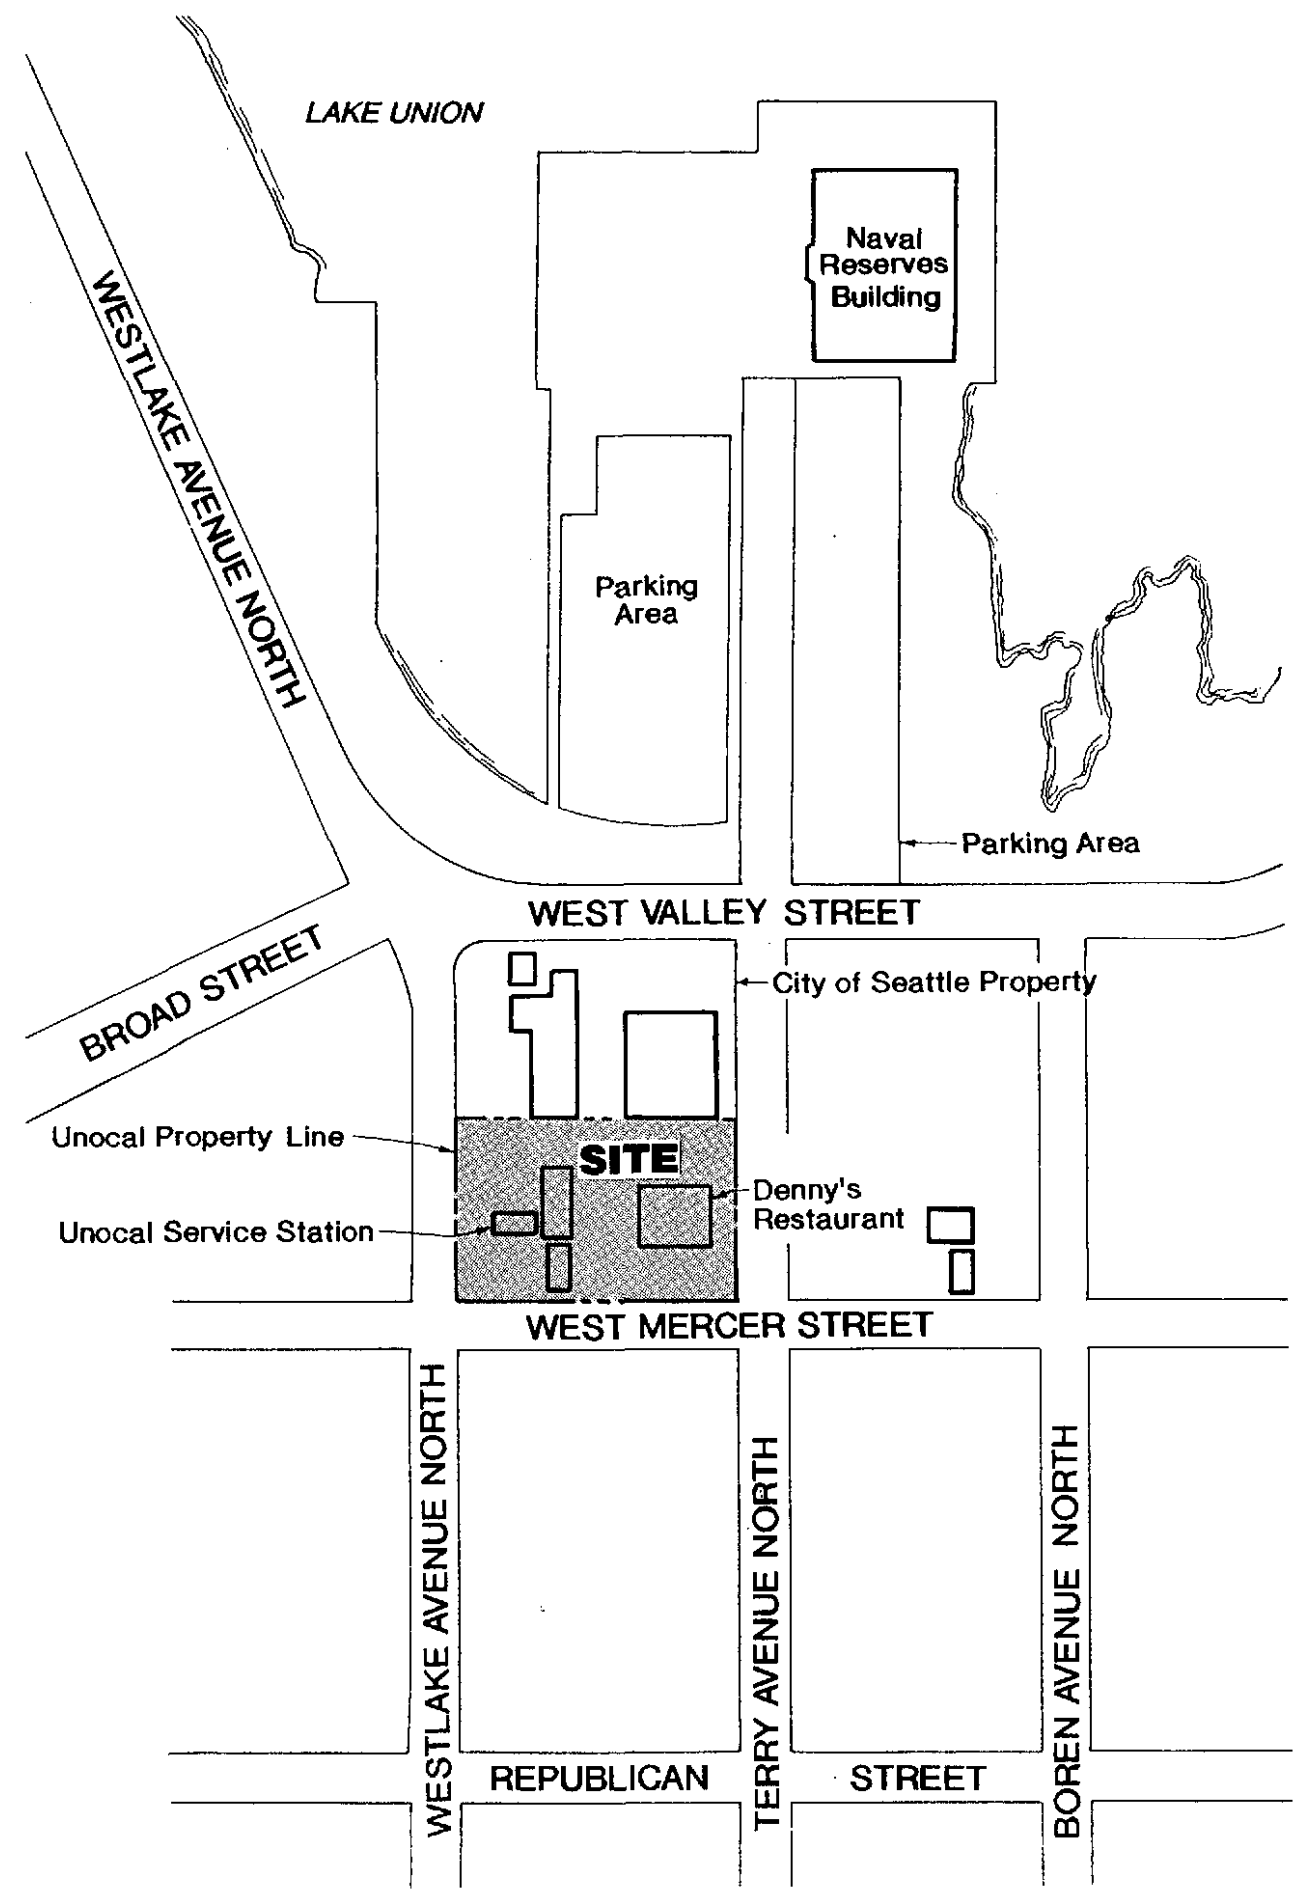 LAKE UNION
Naval
Reserves
Building
WESTLAKE AVENUE NORTH
Parking
Area
Parking Area
WEST VALLEY STREET
BROAD STREET
City of Seattle Property
Unocal Property Line
SITE
Denny's
Restaurant
Unocal Service Station
WEST MERCER STREET
WESTLAKE AVENUE NORTH
TERRY AVENUE NORTH
BOREN AVENUE NORTH
REPUBLICAN STREET